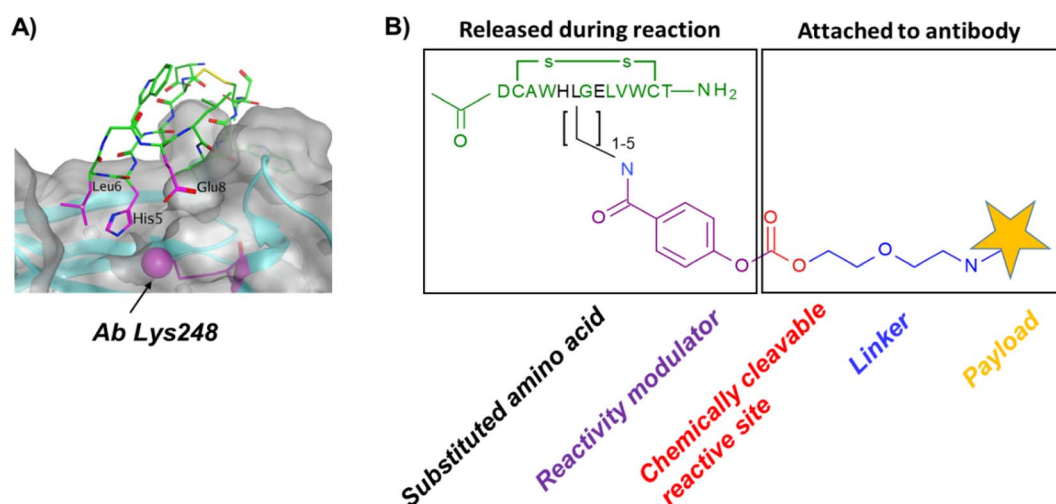 A)
Leu6
His5
Glu8
Ab Lys248
B)
Released during reaction
Attached to antibody
S S
DCAWHLGELVWCT—NH₂
O
[ ] 1-5
N
O
O
O
O
O
N
Substituted amino acid
Reactivity modulator
Chemically cleavable
reactive site
Linker
Payload